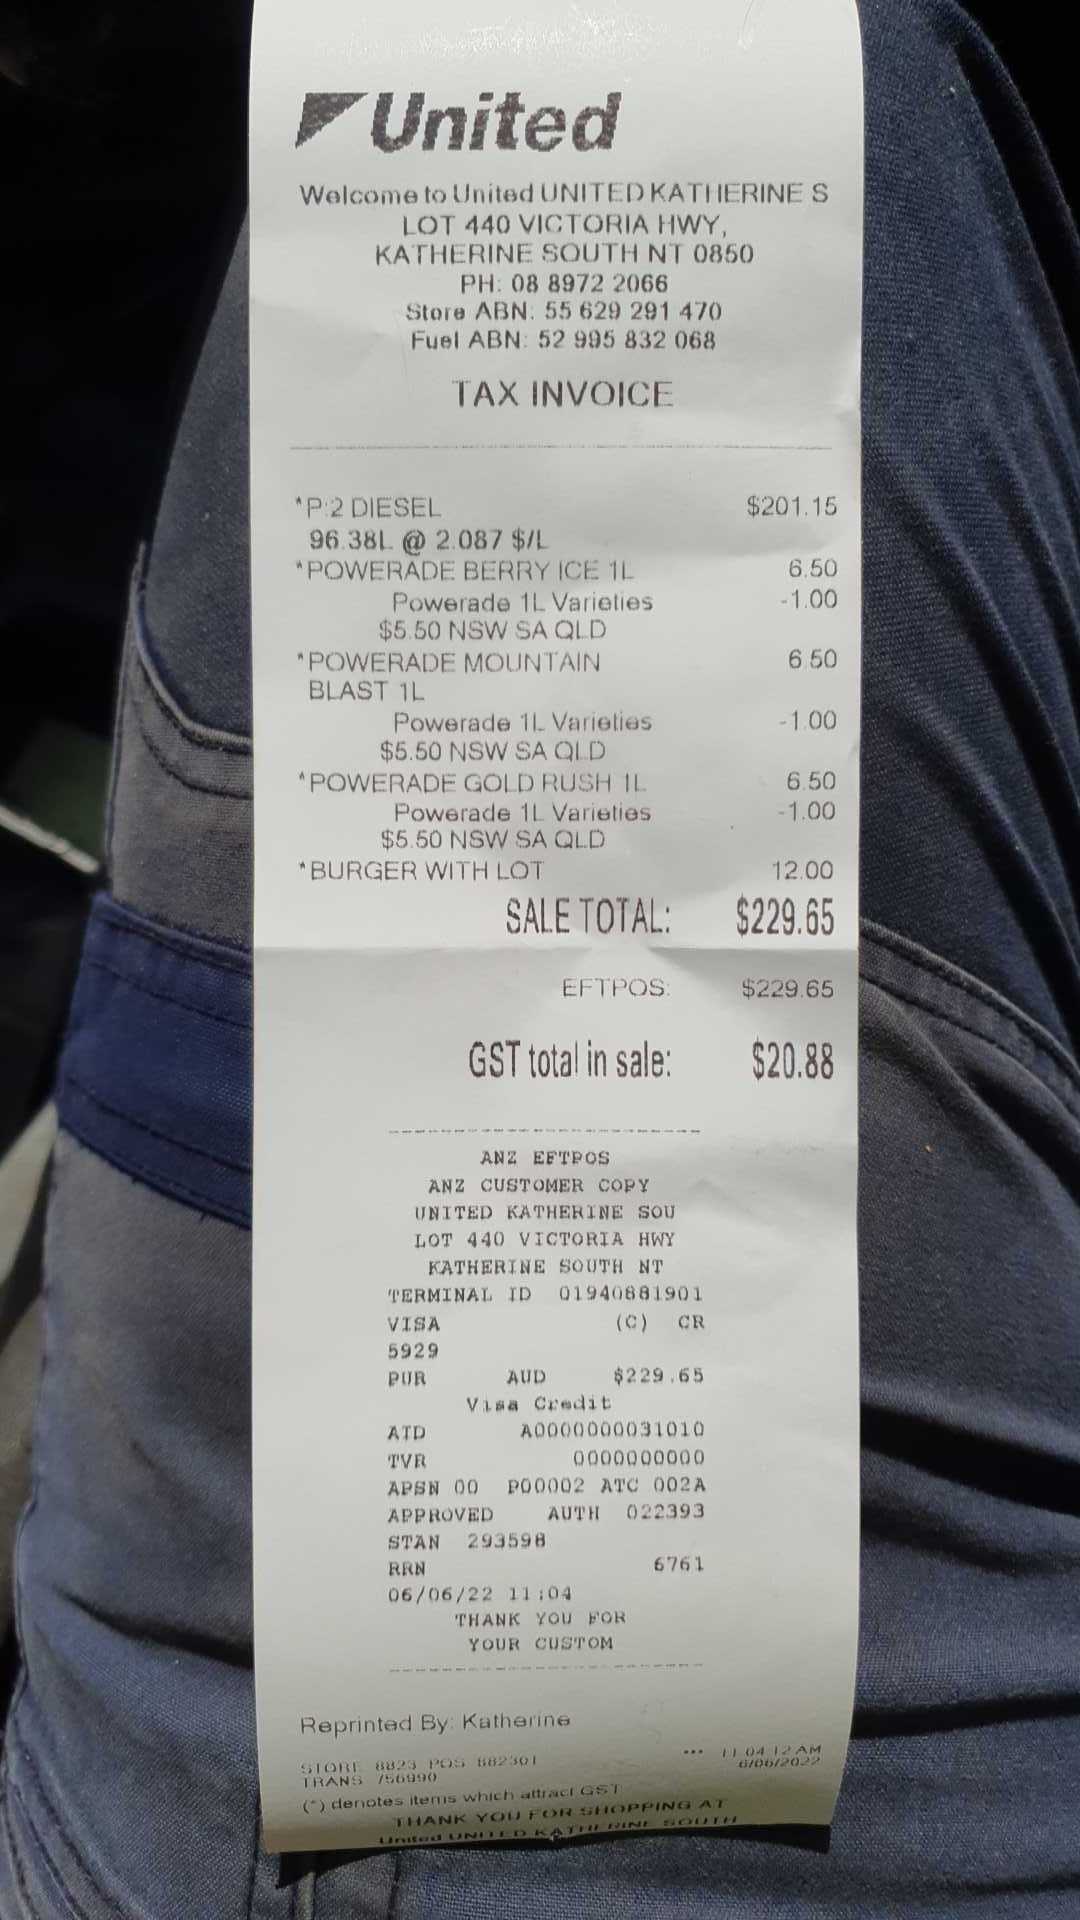 United
Welcome to United UNITED KATHERINE S
LOT 440 VICTORIA HWY,
KATHERINE SOUTH NT 0850
PH: 08 8972 2066
Store ABN: 55 629 291 470
Fuel ABN: 52 995 832 068
TAX INVOICE
*P:2 DIESEL $201.15
96.38L @ 2.087 $/L
*POWERADE BERRY ICE 1L 6.50
Powerade 1L Varieties -1.00
$5.50 NSW SA QLD
*POWERADE MOUNTAIN 6.50
BLAST 1L
Powerade 1L Varieties -1.00
$5.50 NSW SA QLD
*POWERADE GOLD RUSH 1L 6.50
Powerade 1L Varieties -1.00
$5.50 NSW SA QLD
*BURGER WITH LOT 12.00
SALE TOTAL: $229.65
EFTPOS: $229.65
GST total in sale: $20.88
ANZ EFTPOS
ANZ CUSTOMER COPY
UNITED KATHERINE SOU
LOT 440 VICTORIA HWY
KATHERINE SOUTH NT
TERMINAL ID 01940881901
VISA (C) CR
5929
PUR AUD $229.65
Visa Credit
AID A0000000031010
TVR 0000000000
APSN 00 P00002 ATC 002A
APPROVED AUTH 022393
STAN 293598
RRN 6761
06/06/22 11:04
THANK YOU FOR
YOUR CUSTOM
Reprinted By: Katherine
*** 11:04:12 AM
STORE 8823 POS 882301 6/06/2022
TRANS 756990
(*) denotes items which attract GST
THANK YOU FOR SHOPPING AT
United UNITED KATHERINE SOUTH